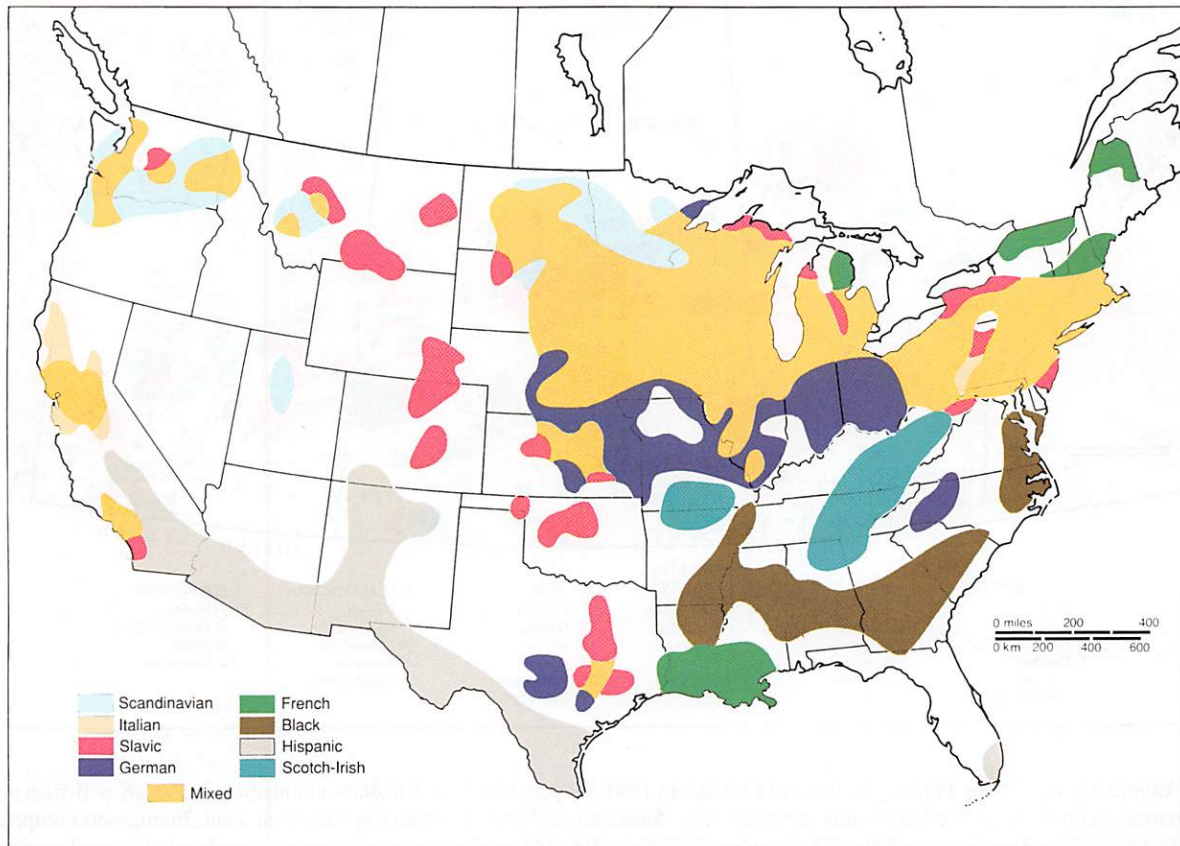 0 miles 200 400
0 km 200 400 600
Scandinavian
Italian
Slavic
German
French
Black
Hispanic
Scotch-Irish
Mixed